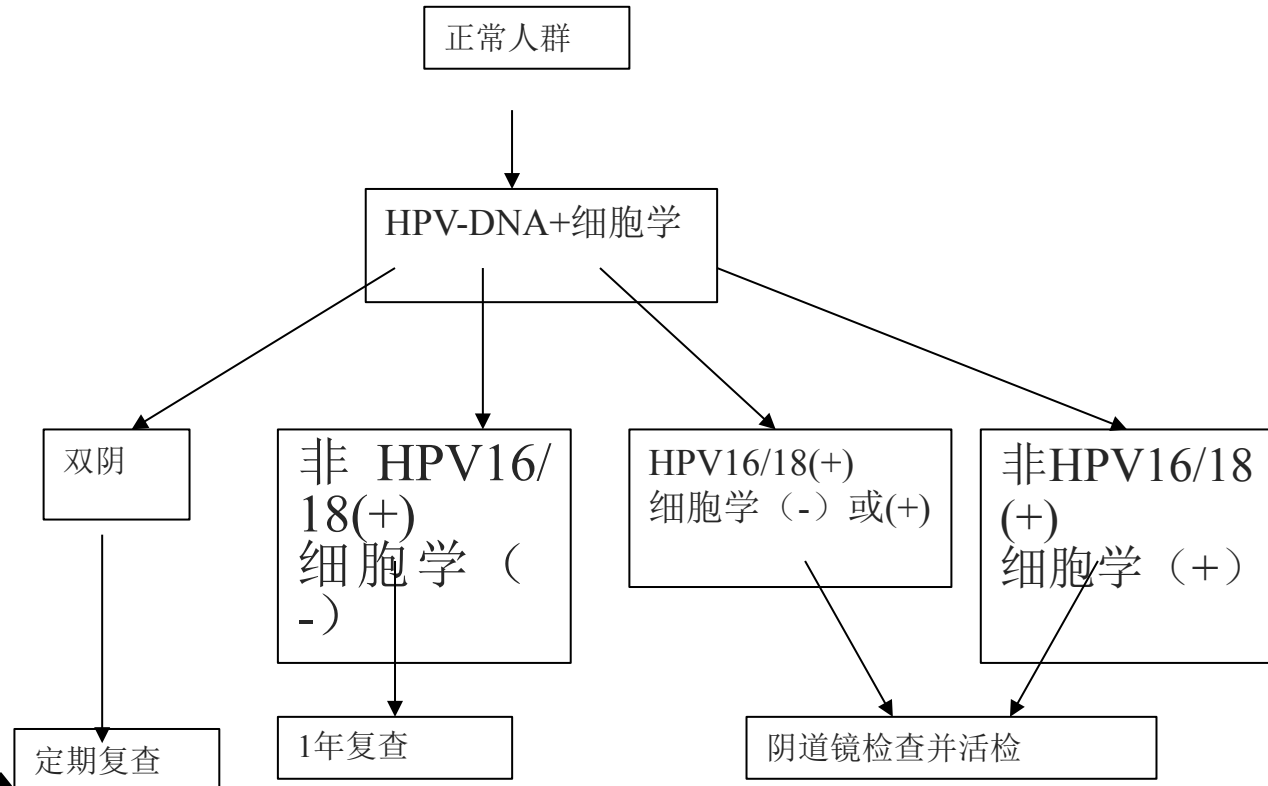 正常人群
HPV-DNA+细胞学
双阴
非 HPV16/
18(+)
细胞学（
-）
HPV16/18(+)
细胞学（-）或(+)
非HPV16/18
(+)
细胞学（+）
定期复查
1年复查
阴道镜检查并活检